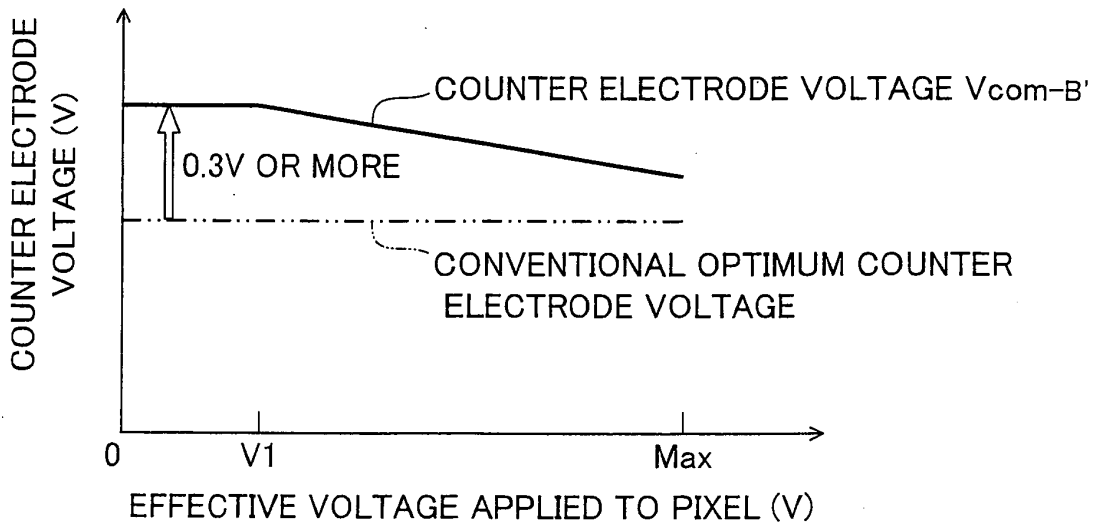 COUNTER ELECTRODE
VOLTAGE (V)
COUNTER ELECTRODE VOLTAGE Vcom-B'
0.3V OR MORE
CONVENTIONAL OPTIMUM COUNTER
ELECTRODE VOLTAGE
0
V1
Max
EFFECTIVE VOLTAGE APPLIED TO PIXEL (V)